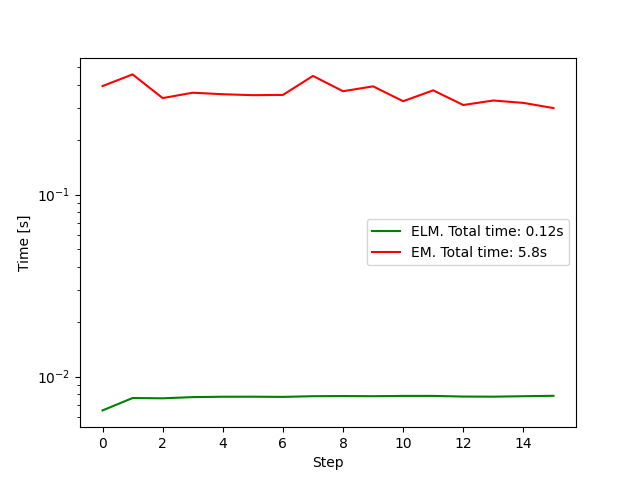 10⁻¹
10⁻²
Time [s]
ELM. Total time: 0.12s
EM. Total time: 5.8s
0 2 4 6 8 10 12 14
Step